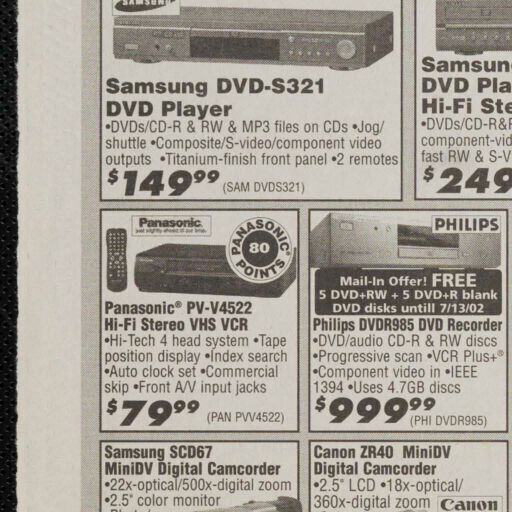 SAMSUNG
Samsung DVD-S321
DVD Player
•DVDs/CD-R & RW & MP3 files on CDs •Jog/
shuttle •Composite/S-video/component video
outputs •Titanium-finish front panel •2 remotes
$149⁹⁹ (SAM DVDS321)
Samsun
DVD Pla
Hi-Fi Ste
•DVDs/CD-R&R
component-vid
fast RW & S-V
$249
Panasonic
just slightly ahead of our time.
PANASONIC
80
POINTS
Panasonic® PV-V4522
Hi-Fi Stereo VHS VCR
•Hi-Tech 4 head system •Tape
position display •Index search
•Auto clock set •Commercial
skip •Front A/V input jacks
$79⁹⁹ (PAN PVV4522)
PHILIPS
Mail-In Offer! FREE
5 DVD+RW + 5 DVD+R blank
DVD disks untill 7/13/02
Philips DVDR985 DVD Recorder
•DVD/audio CD-R & RW discs
•Progressive scan •VCR Plus+®
•Component video in •IEEE
1394 •Uses 4.7GB discs
$999⁹⁹ (PHI DVDR985)
Samsung SCD67
MiniDV Digital Camcorder
•22x-optical/500x-digital zoom
•2.5" color monitor
Canon ZR40 MiniDV
Digital Camcorder
•2.5" LCD •18x-optical/
360x-digital zoom
Canon